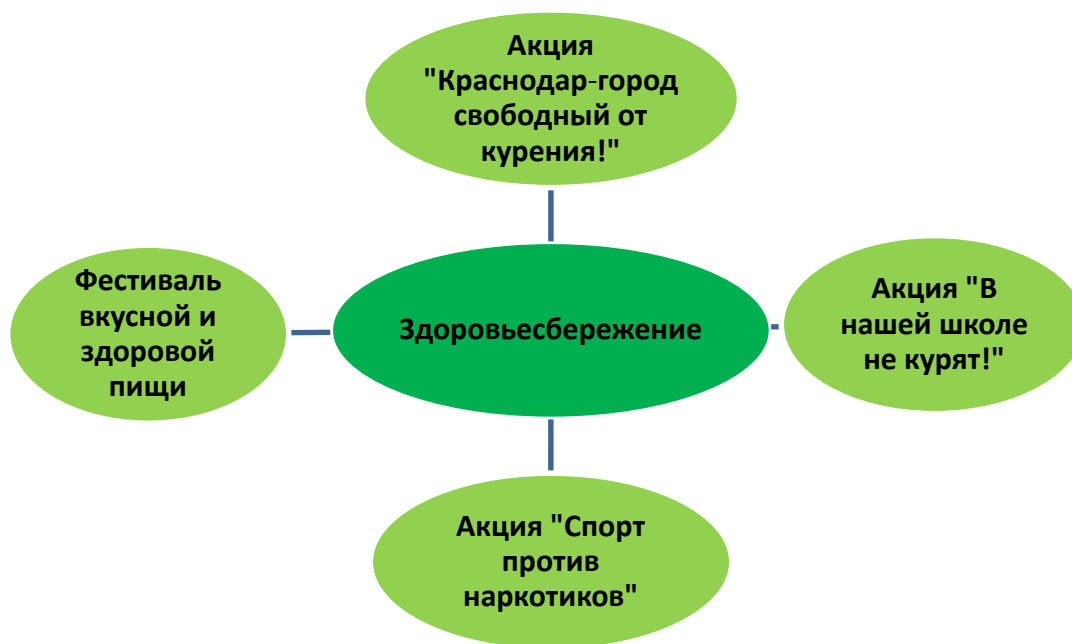 Акция
"Краснодар-город
свободный от
курения!"
Фестиваль
вкусной и
здоровой
пищи
Здоровьесбережение
Акция "В
нашей школе
не курят!"
Акция "Спорт
против
наркотиков"